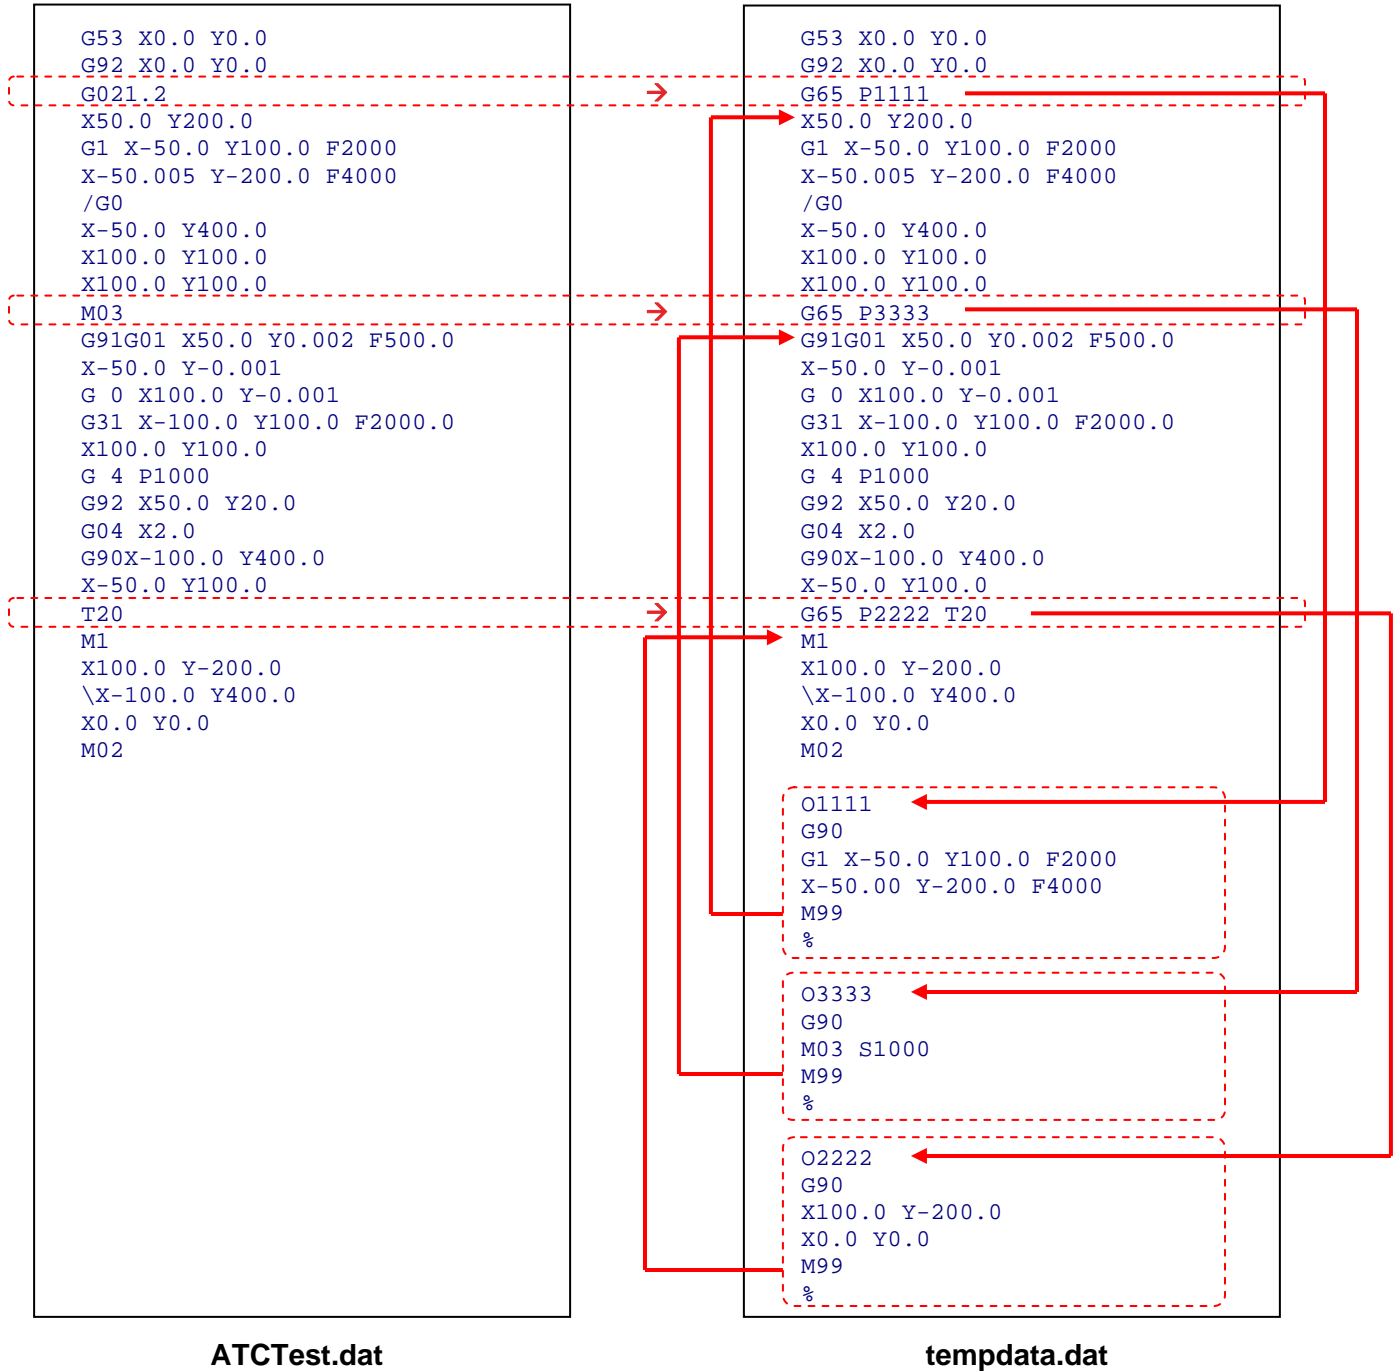 G53 X0.0 Y0.0
G92 X0.0 Y0.0
G021.2
X50.0 Y200.0
G1 X-50.0 Y100.0 F2000
X-50.005 Y-200.0 F4000
/G0
X-50.0 Y400.0
X100.0 Y100.0
X100.0 Y100.0
M03
G91G01 X50.0 Y0.002 F500.0
X-50.0 Y-0.001
G 0 X100.0 Y-0.001
G31 X-100.0 Y100.0 F2000.0
X100.0 Y100.0
G 4 P1000
G92 X50.0 Y20.0
G04 X2.0
G90X-100.0 Y400.0
X-50.0 Y100.0
T20
M1
X100.0 Y-200.0
\X-100.0 Y400.0
X0.0 Y0.0
M02
ATCTest.dat
G53 X0.0 Y0.0
G92 X0.0 Y0.0
G65 P1111
X50.0 Y200.0
G1 X-50.0 Y100.0 F2000
X-50.005 Y-200.0 F4000
/G0
X-50.0 Y400.0
X100.0 Y100.0
X100.0 Y100.0
G65 P3333
G91G01 X50.0 Y0.002 F500.0
X-50.0 Y-0.001
G 0 X100.0 Y-0.001
G31 X-100.0 Y100.0 F2000.0
X100.0 Y100.0
G 4 P1000
G92 X50.0 Y20.0
G04 X2.0
G90X-100.0 Y400.0
X-50.0 Y100.0
G65 P2222 T20
M1
X100.0 Y-200.0
\X-100.0 Y400.0
X0.0 Y0.0
M02
O1111
G90
G1 X-50.0 Y100.0 F2000
X-50.00 Y-200.0 F4000
M99
%
O3333
G90
M03 S1000
M99
%
O2222
G90
X100.0 Y-200.0
X0.0 Y0.0
M99
%
tempdata.dat